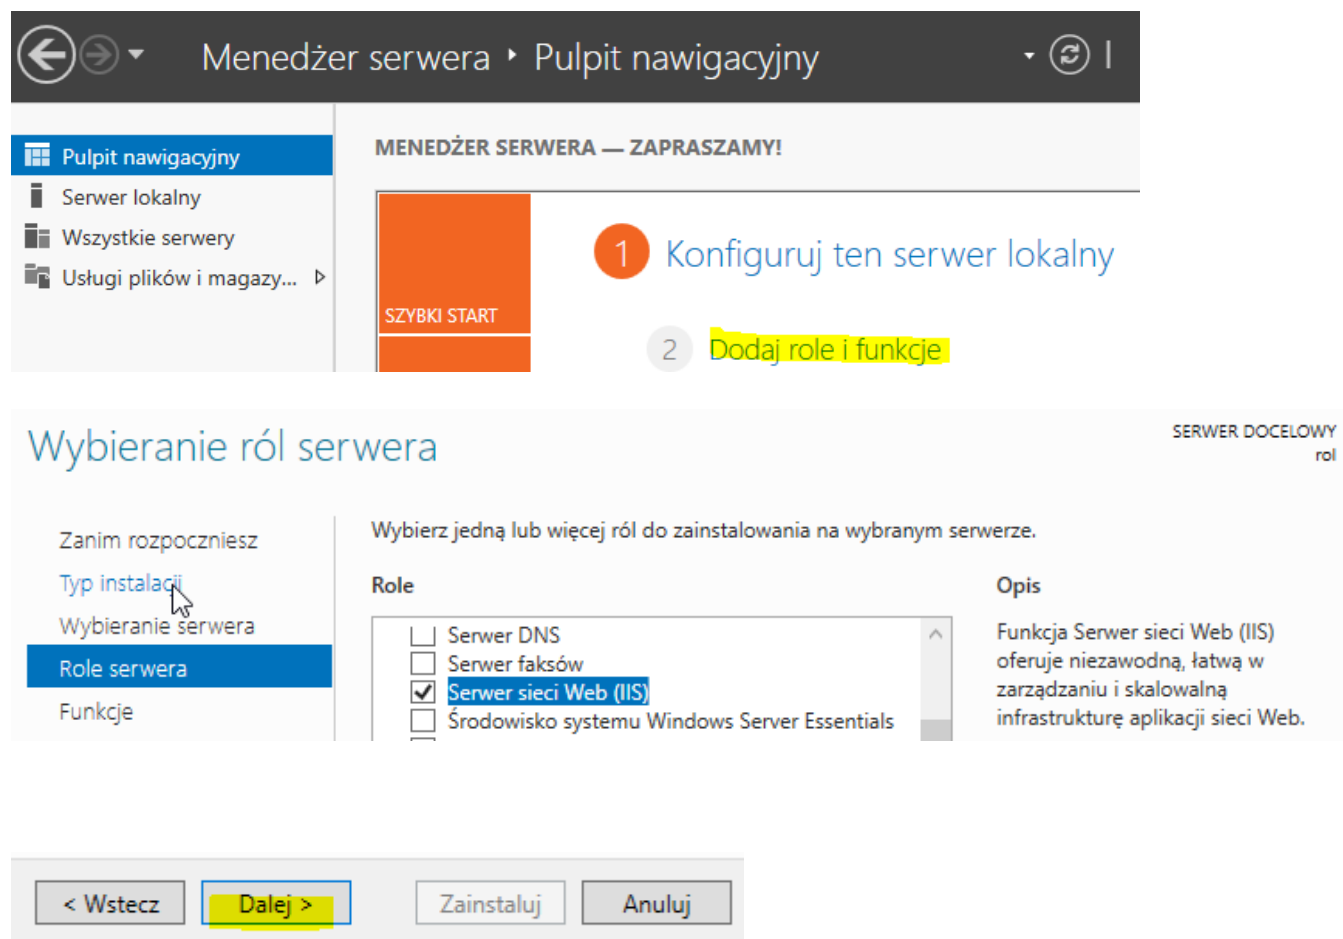 Menedżer serwera ‣ Pulpit nawigacyjny
Pulpit nawigacyjny
Serwer lokalny
Wszystkie serwery
Usługi plików i magazy...
MENEDŻER SERWERA — ZAPRASZAMY!
SZYBKI START
1 Konfiguruj ten serwer lokalny
2 Dodaj role i funkcje
Wybieranie ról serwera
SERWER DOCELOWY
rol
Zanim rozpoczniesz
Typ instalacji
Wybieranie serwera
Role serwera
Funkcje
Wybierz jedną lub więcej ról do zainstalowania na wybranym serwerze.
Role
Serwer DNS
Serwer faksów
Serwer sieci Web (IIS)
Środowisko systemu Windows Server Essentials
Opis
Funkcja Serwer sieci Web (IIS)
oferuje niezawodną, łatwą w
zarządzaniu i skalowalną
infrastrukturę aplikacji sieci Web.
< Wstecz
Dalej >
Zainstaluj
Anuluj